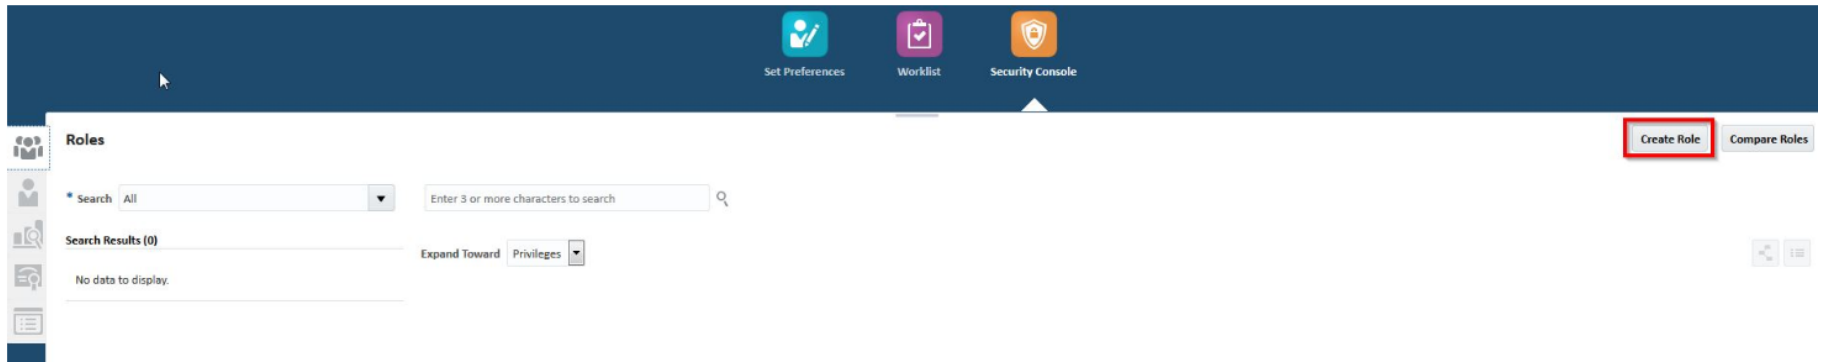 Set Preferences
Worklist
Security Console
Roles
Create Role
Compare Roles
* Search All
Enter 3 or more characters to search
Search Results (0)
Expand Toward Privileges
No data to display.